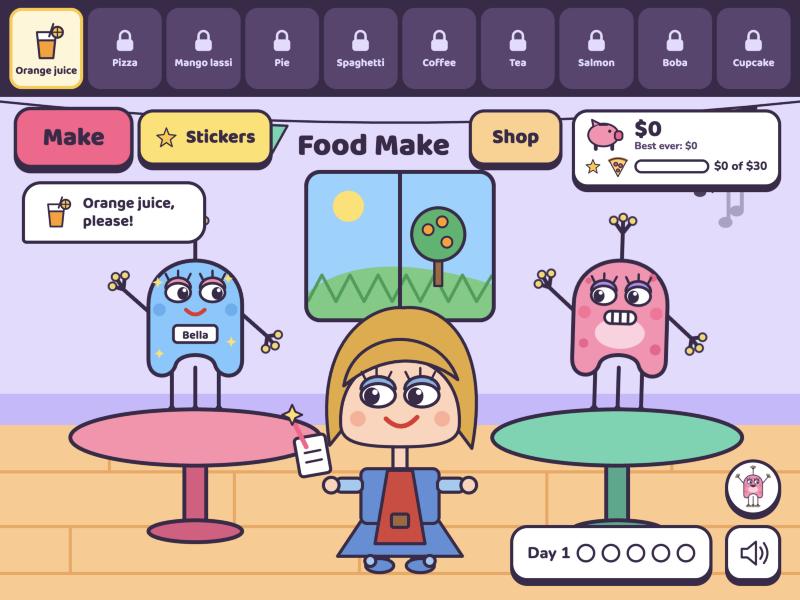 Orange juice
Pizza
Mango lassi
Pie
Spaghetti
Coffee
Tea
Salmon
Boba
Cupcake
Make
Stickers
Food Make
Shop
$0
Best ever: $0
$0 of $30
Orange juice,
please!
Bella
Day 1